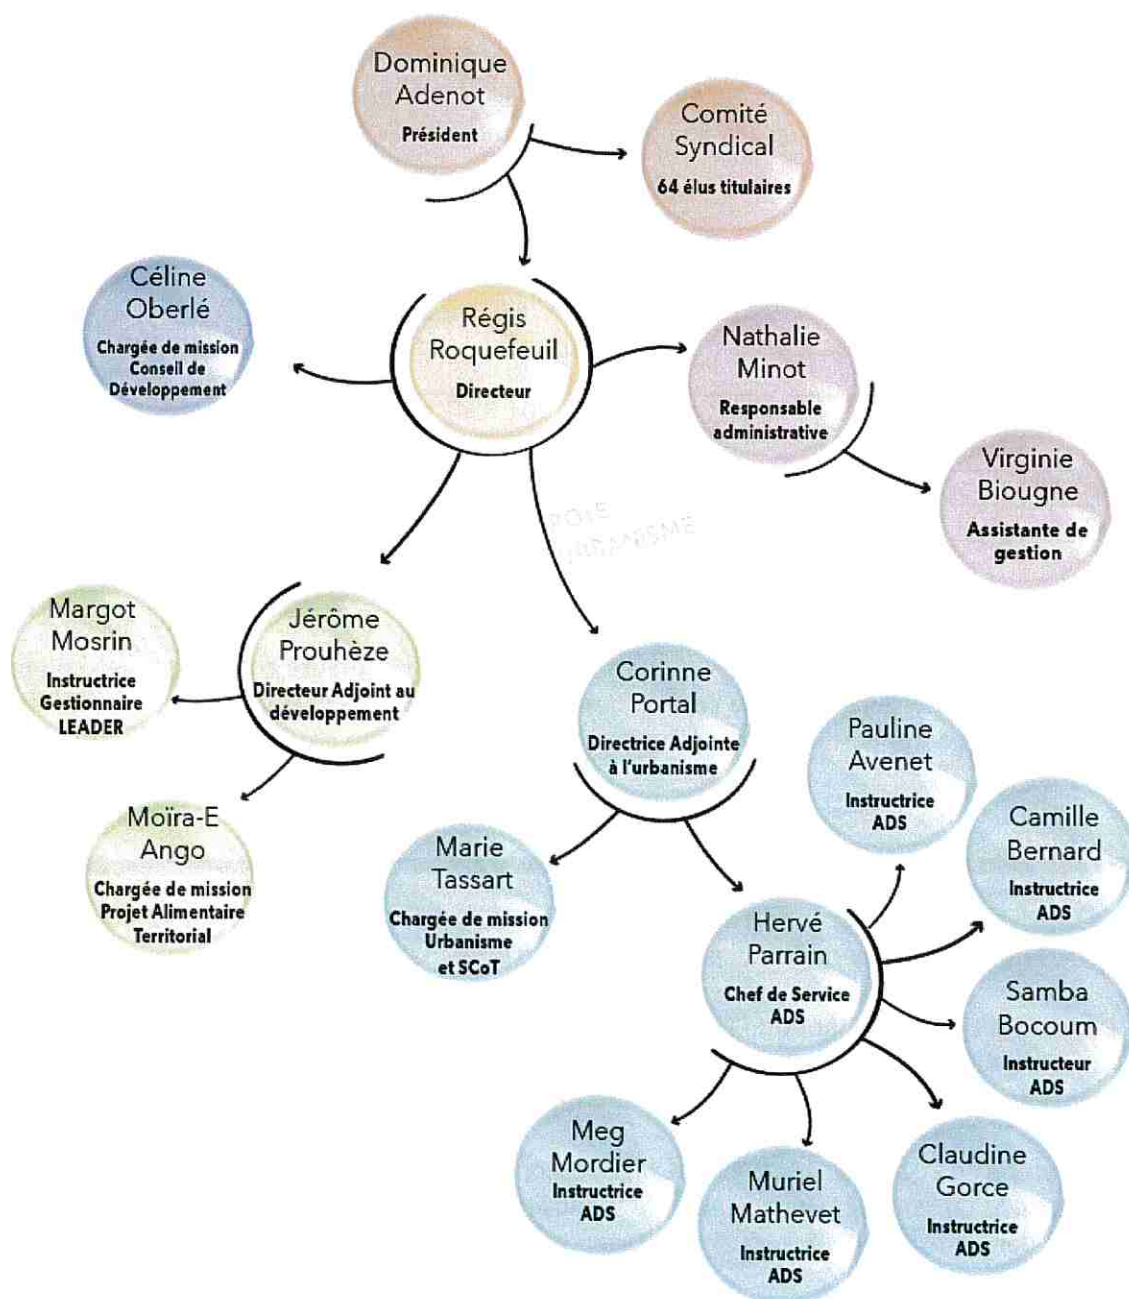 Dominique
Adenot
Président
Comité
Syndical
64 élus titulaires
Céline
Oberlé
Chargée de mission
Conseil de
Développement
Régis
Roquefeuil
Directeur
Nathalie
Minot
Responsable
administrative
Virginie
Biougne
Assistante de
gestion
PÔLE
URBANISME
Margot
Mosrin
Instructrice
Gestionnaire
LEADER
Jérôme
Prouhèze
Directeur Adjoint au
développement
Corinne
Portal
Directrice Adjointe
à l'urbanisme
Moïra-E
Ango
Chargée de mission
Projet Alimentaire
Territorial
Marie
Tassart
Chargée de mission
Urbanisme
et SCoT
Pauline
Avenet
Instructrice
ADS
Camille
Bernard
Instructrice
ADS
Hervé
Parrain
Chef de Service
ADS
Samba
Bocoum
Instructeur
ADS
Meg
Mordier
Instructrice
ADS
Muriel
Mathevet
Instructrice
ADS
Claudine
Gorce
Instructrice
ADS